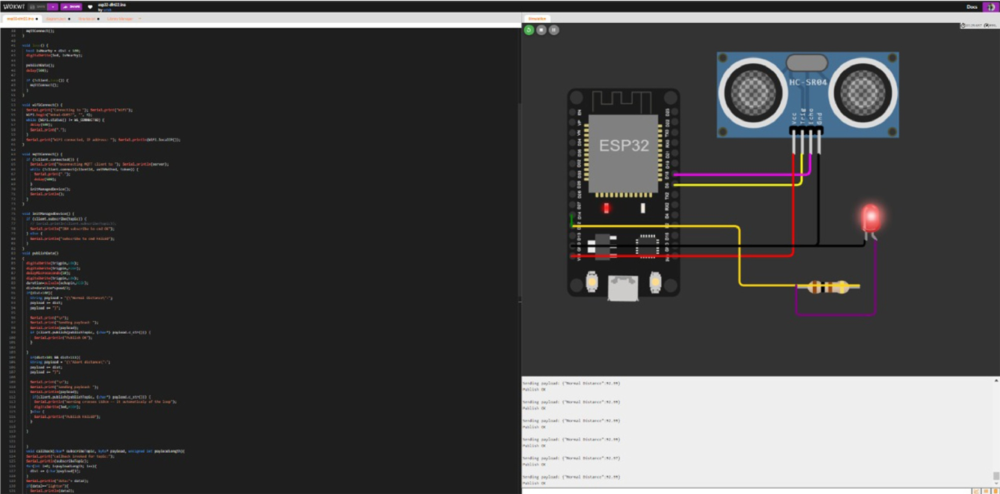 WOKWI SAVE SHARE esp32-dht22.ino
by
Docs
esp32-dht22.ino diagram.json libraries.txt Library Manager
Simulation
mqttConnect();
}
void loop() {
bool isNearby = dist < 100;
digitalWrite(led, isNearby);
publishData();
delay(500);
if (!client.loop()) {
mqttConnect();
}
}
void wifiConnect() {
Serial.print("Connecting to "); Serial.print("Wifi");
WiFi.begin("Wokwi-GUEST", "", 6);
while (WiFi.status() != WL_CONNECTED) {
delay(500);
Serial.print(".");
}
Serial.print("WiFi connected, IP address: "); Serial.println(WiFi.localIP());
}
void mqttConnect() {
if (!client.connected()) {
Serial.print("Reconnecting MQTT client to "); Serial.println(server);
while (!client.connect(clientId, authMethod, token)) {
Serial.print(".");
delay(500);
}
initManagedDevice();
Serial.println();
}
}
void initManagedDevice() {
if (client.subscribe(topic)) {
// Serial.println(client.subscribe(topic));
Serial.println("IBM subscribe to cmd OK");
} else {
Serial.println("subscribe to cmd FAILED");
}
}
void publishData()
{
digitalWrite(trigpin,LOW);
digitalWrite(trigpin,HIGH);
delayMicroseconds(10);
digitalWrite(trigpin,LOW);
duration=pulseIn(echopin,HIGH);
dist=duration*speed/2;
if(dist<100){
String payload = "{\"Normal Distance\":";
payload += dist;
payload += "}";
Serial.print("\n");
Serial.print("Sending payload: ");
Serial.println(payload);
if (client.publish(publishTopic, (char*) payload.c_str())) {
Serial.println("Publish OK");
}
}
if(dist>101 && dist<111){
String payload = "{\"Alert distance\":";
payload += dist;
payload += "}";
Serial.print("\n");
Serial.print("Sending payload: ");
Serial.println(payload);
if(client.publish(publishTopic, (char*) payload.c_str())) {
Serial.println("Warning crosses 110cm -- it automaticaly of the loop");
digitalWrite(led,HIGH);
}else {
Serial.println("Publish FAILED");
}
}
}
void callback(char* subscribeTopic, byte* payload, unsigned int payloadLength){
Serial.print("callback invoked for topic:");
Serial.println(subscribeTopic);
for(int i=0; i<payloadLength; i++){
dist += (char)payload[i];
}
Serial.println("data:"+ data3);
if(data3=="lighton"){
Serial.println(data3);
HC-SR04
Vcc Trig Echo Gnd
ESP32
EN VP VN D34 D35 D32 D33 D25 D26 D27 D14 D13
D23 D22 TX0 RX0 D21 D19 D18 D5 TX2 RX2 D4 D15
Sending payload: {"Normal Distance":92.99}
Publish OK
Sending payload: {"Normal Distance":92.99}
Publish OK
Sending payload: {"Normal Distance":92.99}
Publish OK
Sending payload: {"Normal Distance":92.99}
Publish OK
Sending payload: {"Normal Distance":92.97}
Publish OK
Sending payload: {"Normal Distance":92.99}
Publish OK